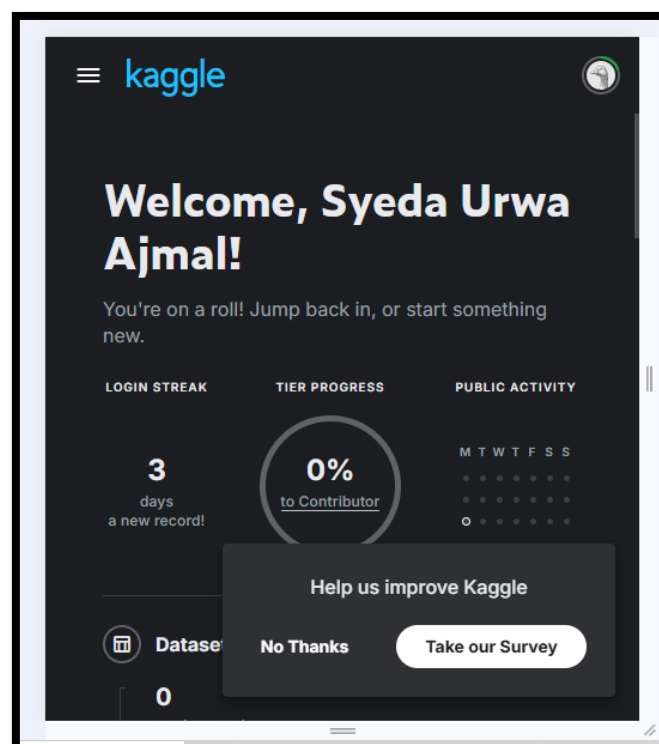 kaggle
Welcome, Syeda Urwa
Ajmal!
You're on a roll! Jump back in, or start something
new.
LOGIN STREAK
TIER PROGRESS
PUBLIC ACTIVITY
3
days
a new record!
0%
to Contributor
M T W T F S S
Help us improve Kaggle
No Thanks
Take our Survey
0